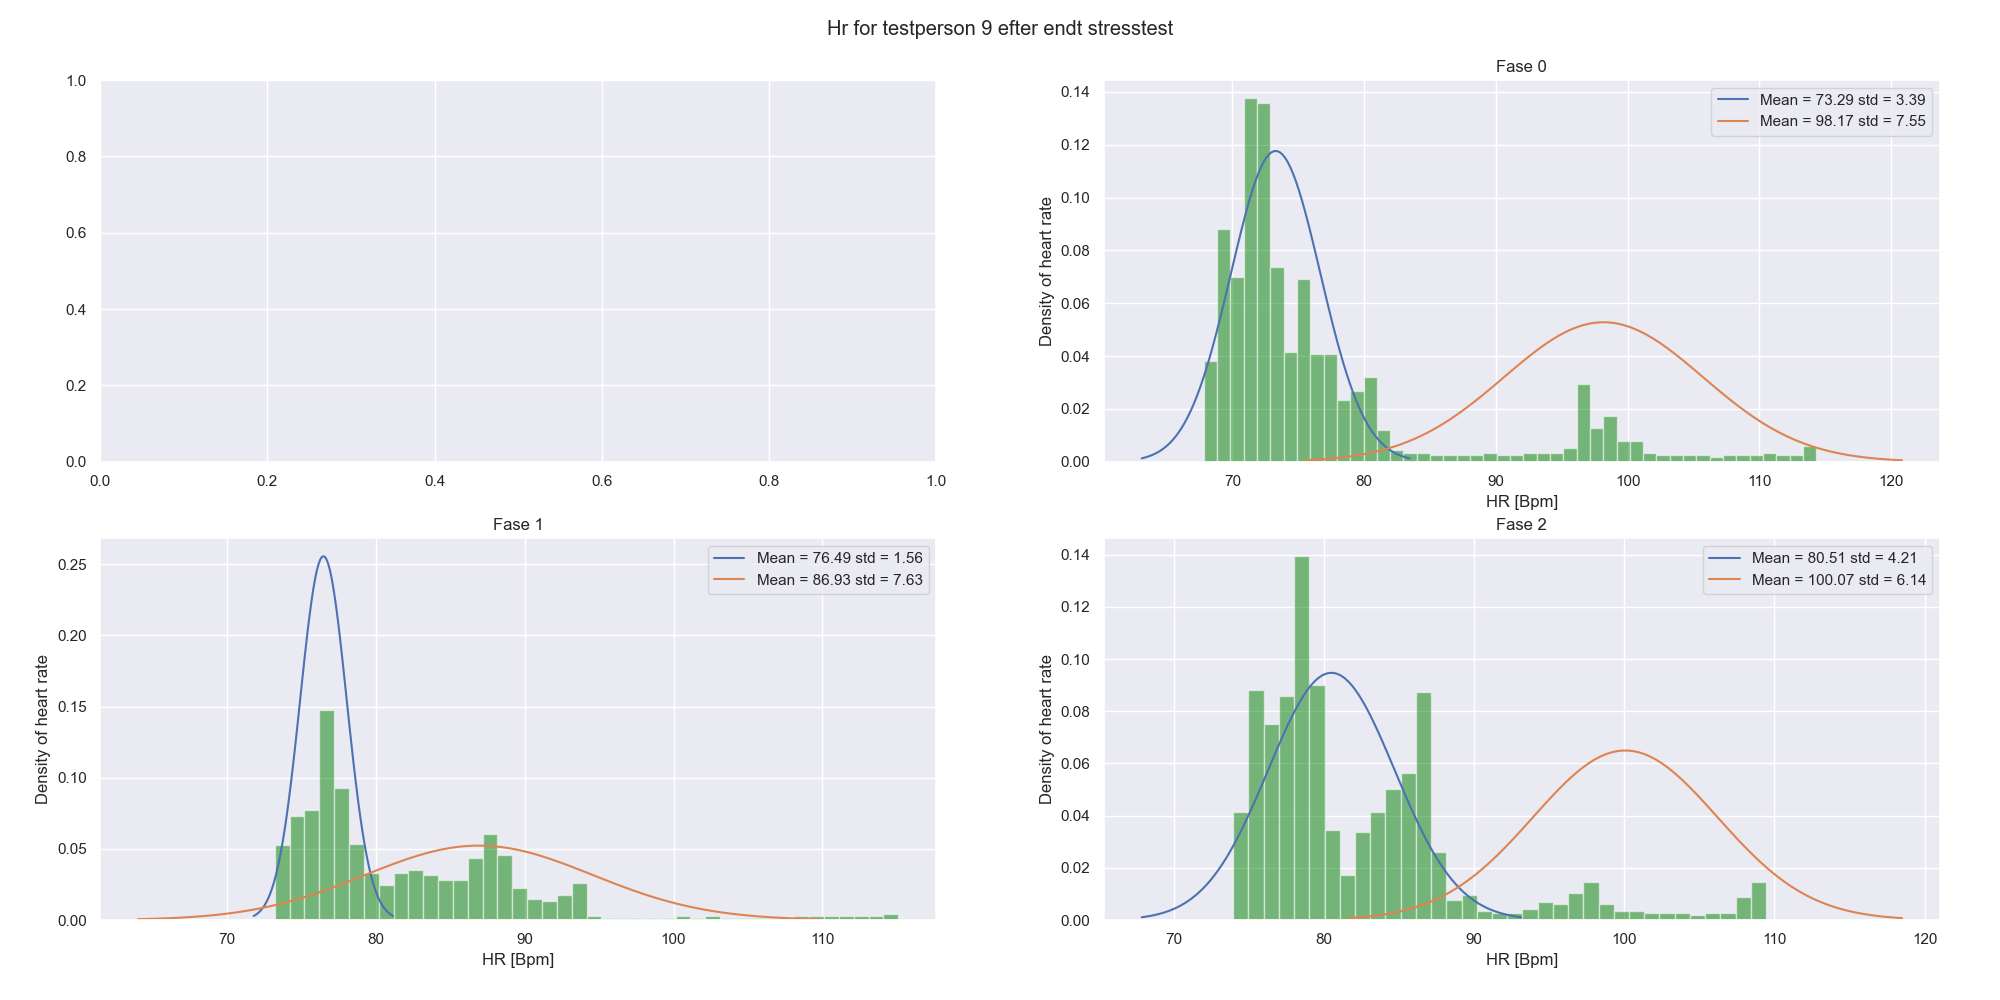 Hr for testperson 9 efter endt stresstest
1.0
0.8
0.6
0.4
0.2
0.0
0.0 0.2 0.4 0.6 0.8 1.0
Fase 0
Mean = 73.29 std = 3.39
Mean = 98.17 std = 7.55
Density of heart rate
0.14
0.12
0.10
0.08
0.06
0.04
0.02
0.00
70 80 90 100 110 120
HR [Bpm]
Fase 1
Mean = 76.49 std = 1.56
Mean = 86.93 std = 7.63
Density of heart rate
0.25
0.20
0.15
0.10
0.05
0.00
70 80 90 100 110
HR [Bpm]
Fase 2
Mean = 80.51 std = 4.21
Mean = 100.07 std = 6.14
Density of heart rate
0.14
0.12
0.10
0.08
0.06
0.04
0.02
0.00
70 80 90 100 110 120
HR [Bpm]